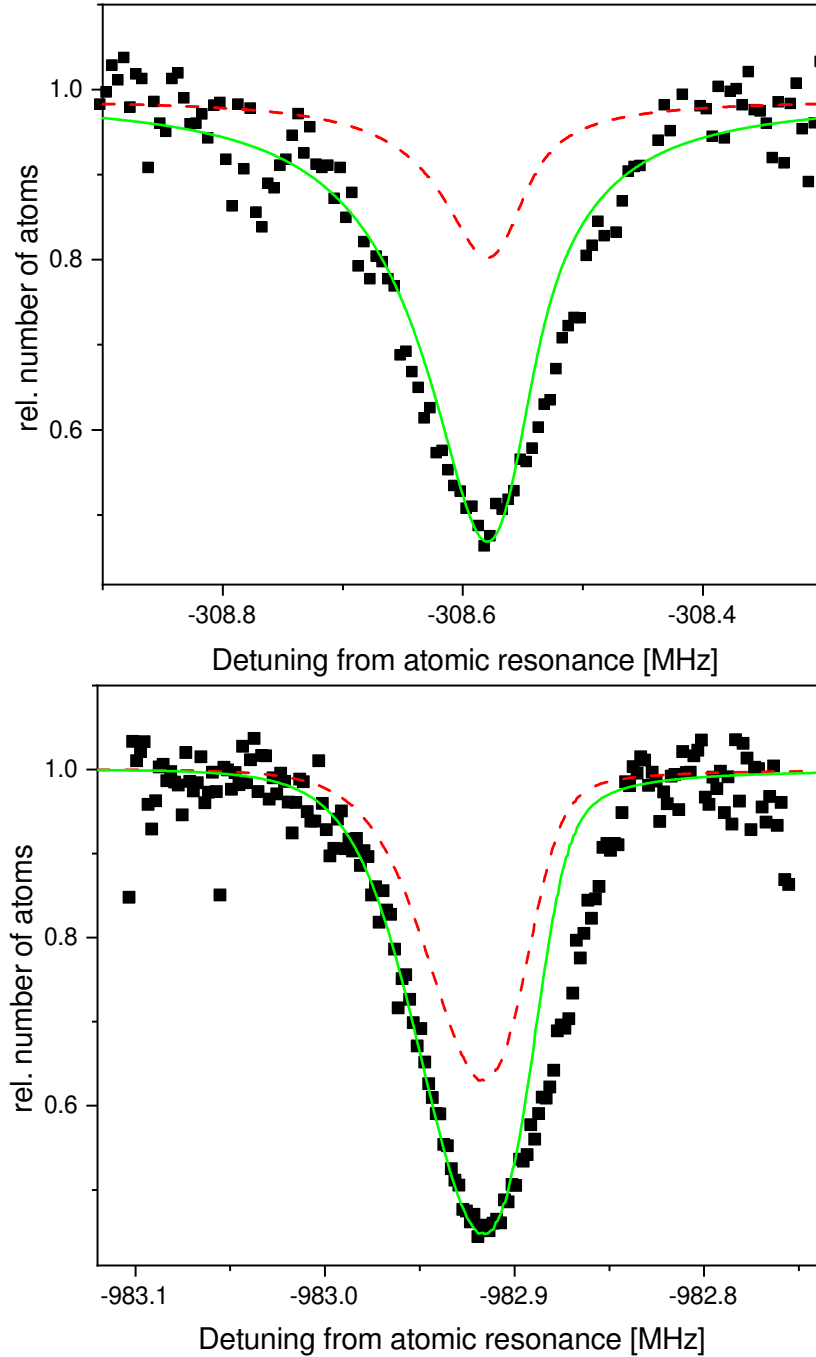 1.0
0.8
0.6
rel. number of atoms
-308.8 -308.6 -308.4
Detuning from atomic resonance [MHz]
1.0
0.8
0.6
rel. number of atoms
-983.1 -983.0 -982.9 -982.8
Detuning from atomic resonance [MHz]